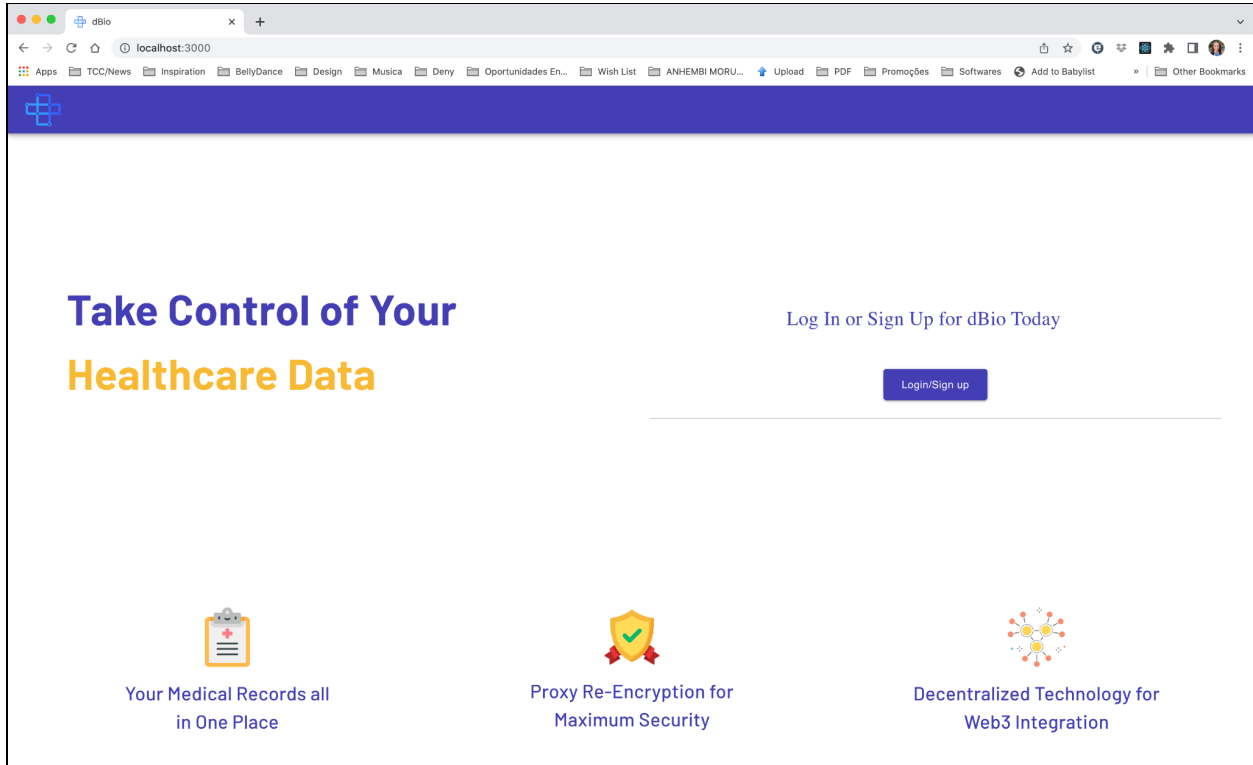 dBio
localhost:3000
Apps TCC/News Inspiration BellyDance Design Musica Deny Oportunidades En... Wish List ANHEMBI MORU... Upload PDF Promoções Softwares Add to Babylist » Other Bookmarks
Take Control of Your
Healthcare Data
Log In or Sign Up for dBio Today
Login/Sign up
Your Medical Records all
in One Place
Proxy Re-Encryption for
Maximum Security
Decentralized Technology for
Web3 Integration